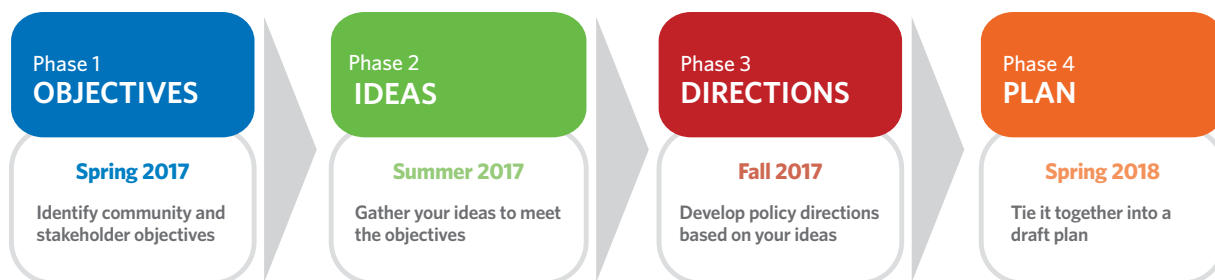 Phase 1
OBJECTIVES
Spring 2017
Identify community and
stakeholder objectives
Phase 2
IDEAS
Summer 2017
Gather your ideas to meet
the objectives
Phase 3
DIRECTIONS
Fall 2017
Develop policy directions
based on your ideas
Phase 4
PLAN
Spring 2018
Tie it together into a
draft plan